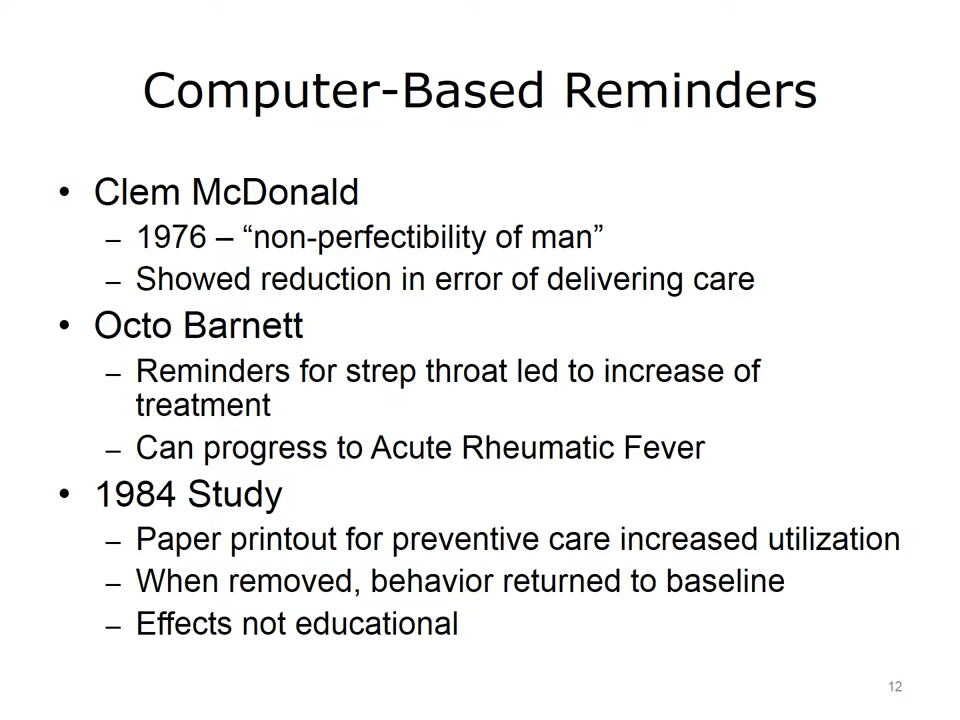 Computer-Based Reminders
• Clem McDonald
– 1976 – “non-perfectibility of man”
– Showed reduction in error of delivering care
• Octo Barnett
– Reminders for strep throat led to increase of
treatment
– Can progress to Acute Rheumatic Fever
• 1984 Study
– Paper printout for preventive care increased utilization
– When removed, behavior returned to baseline
– Effects not educational
12